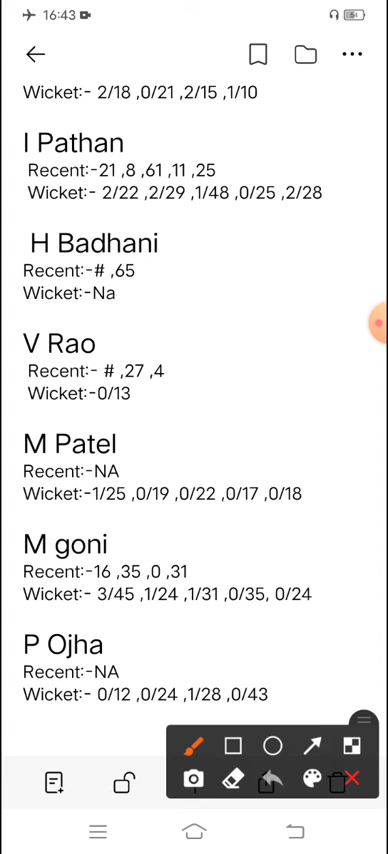 16:43
54
Wicket:- 2/18 ,0/21 ,2/15 ,1/10
I Pathan
Recent:-21 ,8 ,61 ,11 ,25
Wicket:- 2/22 ,2/29 ,1/48 ,0/25 ,2/28
H Badhani
Recent:-# ,65
Wicket:-Na
V Rao
Recent:- # ,27 ,4
Wicket:-0/13
M Patel
Recent:-NA
Wicket:-1/25 ,0/19 ,0/22 ,0/17 ,0/18
M goni
Recent:-16 ,35 ,0 ,31
Wicket:- 3/45 ,1/24 ,1/31 ,0/35, 0/24
P Ojha
Recent:-NA
Wicket:- 0/12 ,0/24 ,1/28 ,0/43